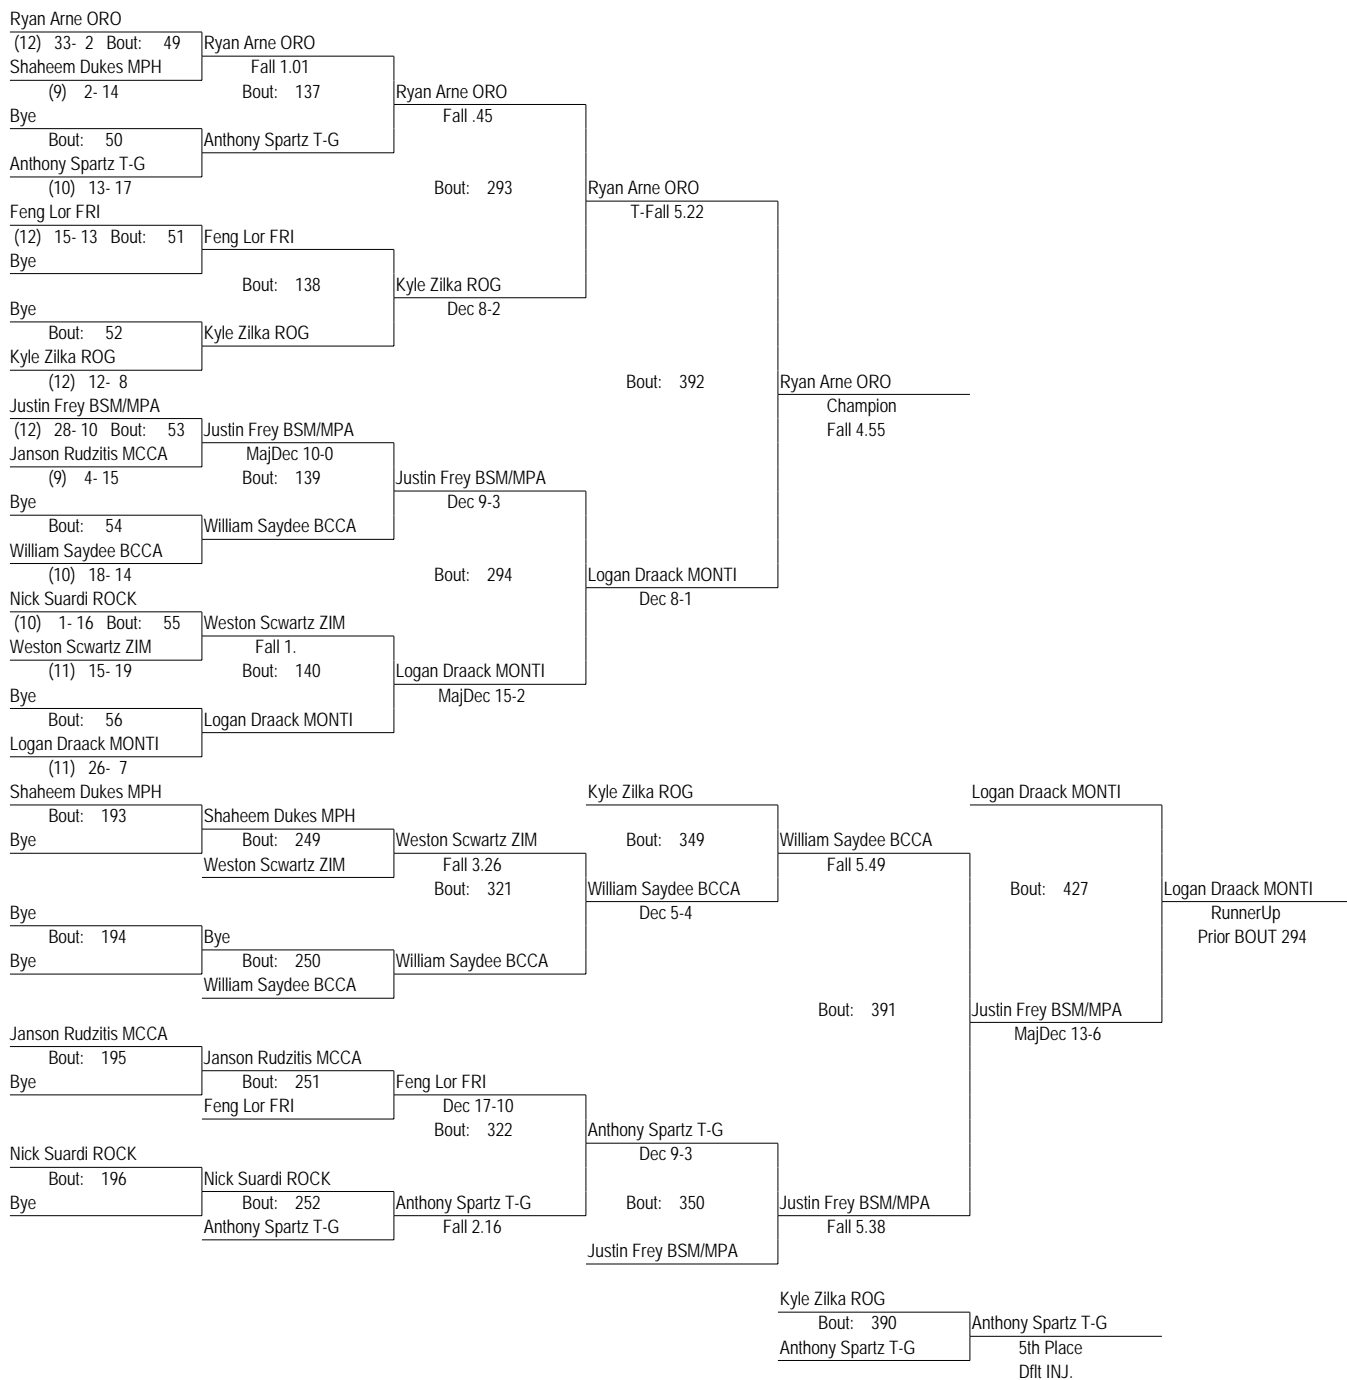 Ryan Arne ORO
(12) 33- 2 Bout: 49
Shaheem Dukes MPH
(9) 2- 14
Bye
Bout: 50
Anthony Spartz T-G
(10) 13- 17
Feng Lor FRI
(12) 15- 13 Bout: 51
Bye
Bye
Bout: 52
Kyle Zilka ROG
(12) 12- 8
Justin Frey BSM/MPA
(12) 28- 10 Bout: 53
Janson Rudzitis MCCA
(9) 4- 15
Bye
Bout: 54
William Saydee BCCA
(10) 18- 14
Nick Suardi ROCK
(10) 1- 16 Bout: 55
Weston Scwartz ZIM
(11) 15- 19
Bye
Bout: 56
Logan Draack MONTI
(11) 26- 7
Ryan Arne ORO
Fall 1.01
Bout: 137
Anthony Spartz T-G
Feng Lor FRI
Bout: 138
Kyle Zilka ROG
Justin Frey BSM/MPA
MajDec 10-0
Bout: 139
William Saydee BCCA
Weston Scwartz ZIM
Fall 1.
Bout: 140
Logan Draack MONTI
Ryan Arne ORO
Fall .45
Bout: 293
Kyle Zilka ROG
Dec 8-2
Justin Frey BSM/MPA
Dec 9-3
Bout: 294
Logan Draack MONTI
MajDec 15-2
Ryan Arne ORO
T-Fall 5.22
Bout: 392
Logan Draack MONTI
Dec 8-1
Ryan Arne ORO
Champion
Fall 4.55
Shaheem Dukes MPH
Bout: 193
Bye
Bye
Bout: 194
Bye
Janson Rudzitis MCCA
Bout: 195
Bye
Nick Suardi ROCK
Bout: 196
Bye
Shaheem Dukes MPH
Bout: 249
Weston Scwartz ZIM
Bye
Bout: 250
William Saydee BCCA
Janson Rudzitis MCCA
Bout: 251
Feng Lor FRI
Nick Suardi ROCK
Bout: 252
Anthony Spartz T-G
Weston Scwartz ZIM
Fall 3.26
Bout: 321
William Saydee BCCA
Feng Lor FRI
Dec 17-10
Bout: 322
Anthony Spartz T-G
Fall 2.16
Kyle Zilka ROG
Bout: 349
William Saydee BCCA
Dec 5-4
Anthony Spartz T-G
Dec 9-3
Bout: 350
Justin Frey BSM/MPA
William Saydee BCCA
Fall 5.49
Bout: 391
Justin Frey BSM/MPA
Fall 5.38
Logan Draack MONTI
Bout: 427
Justin Frey BSM/MPA
MajDec 13-6
Logan Draack MONTI
RunnerUp
Prior BOUT 294
Kyle Zilka ROG
Bout: 390
Anthony Spartz T-G
Anthony Spartz T-G
5th Place
Dflt INJ.